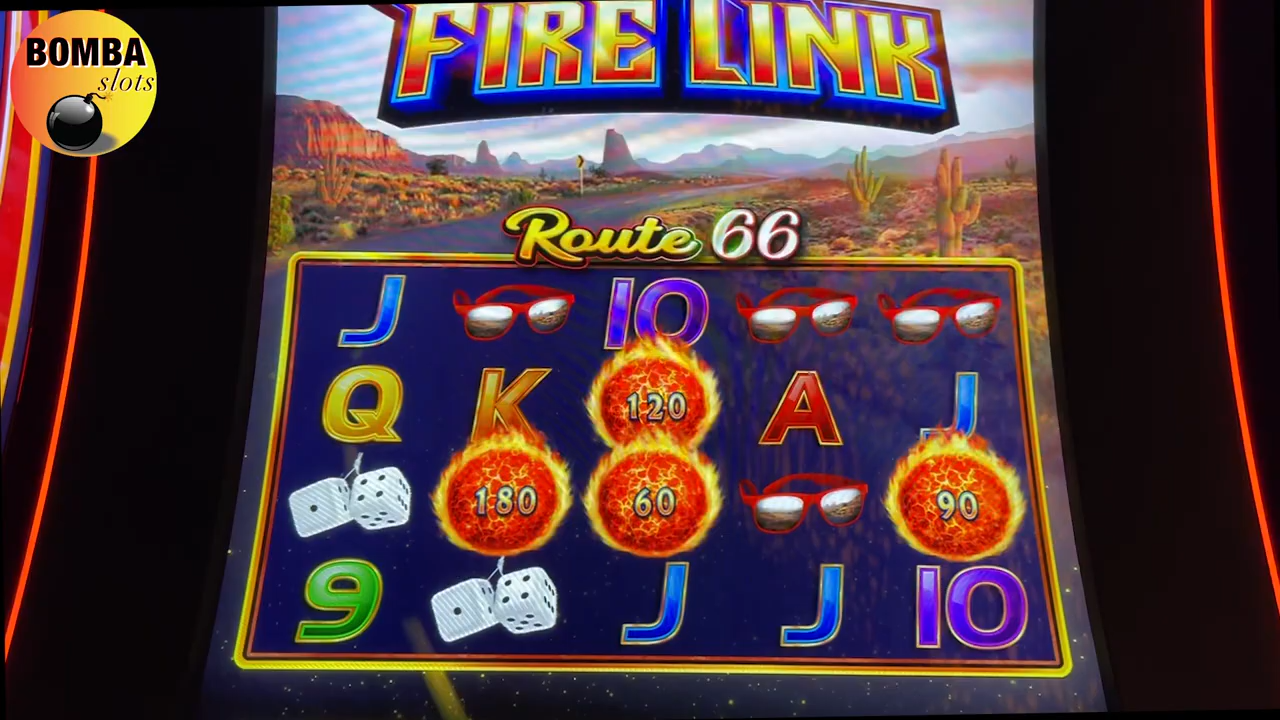 BOMBA
slots
FIRE LINK
Route 66
J 10
Q K 120 A J
180 60 90
9 J J 10